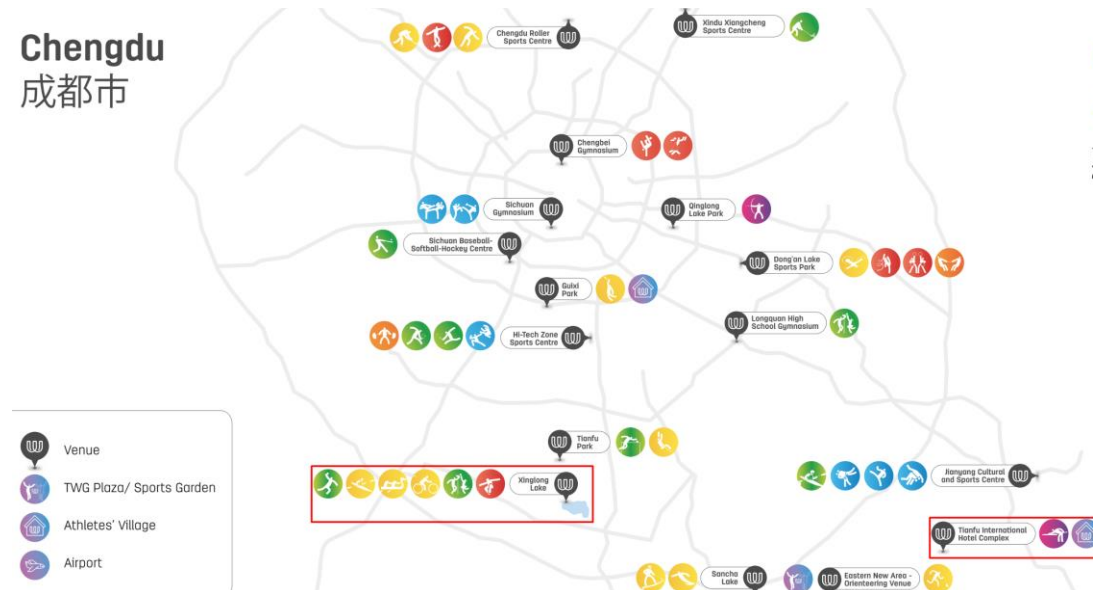 Chengdu
成都市
Chengdu Roller
Sports Centre
Xindu Xiangcheng
Sports Centre
Chengbei
Gymnasium
Sichuan
Gymnasium
Qinglong
Lake Park
Sichuan Baseball-
Softball-Hockey Centre
Dong'an Lake
Sports Park
Guixi
Park
Longquan High
School Gymnasium
Hi-Tech Zone
Sports Centre
Tianfu
Park
Xinglong
Lake
Jianyang Cultural
and Sports Centre
Tianfu International
Hotel Complex
Sancha
Lake
Eastern New Area -
Orienteering Venue
Venue
TWG Plaza/ Sports Garden
Athletes' Village
Airport